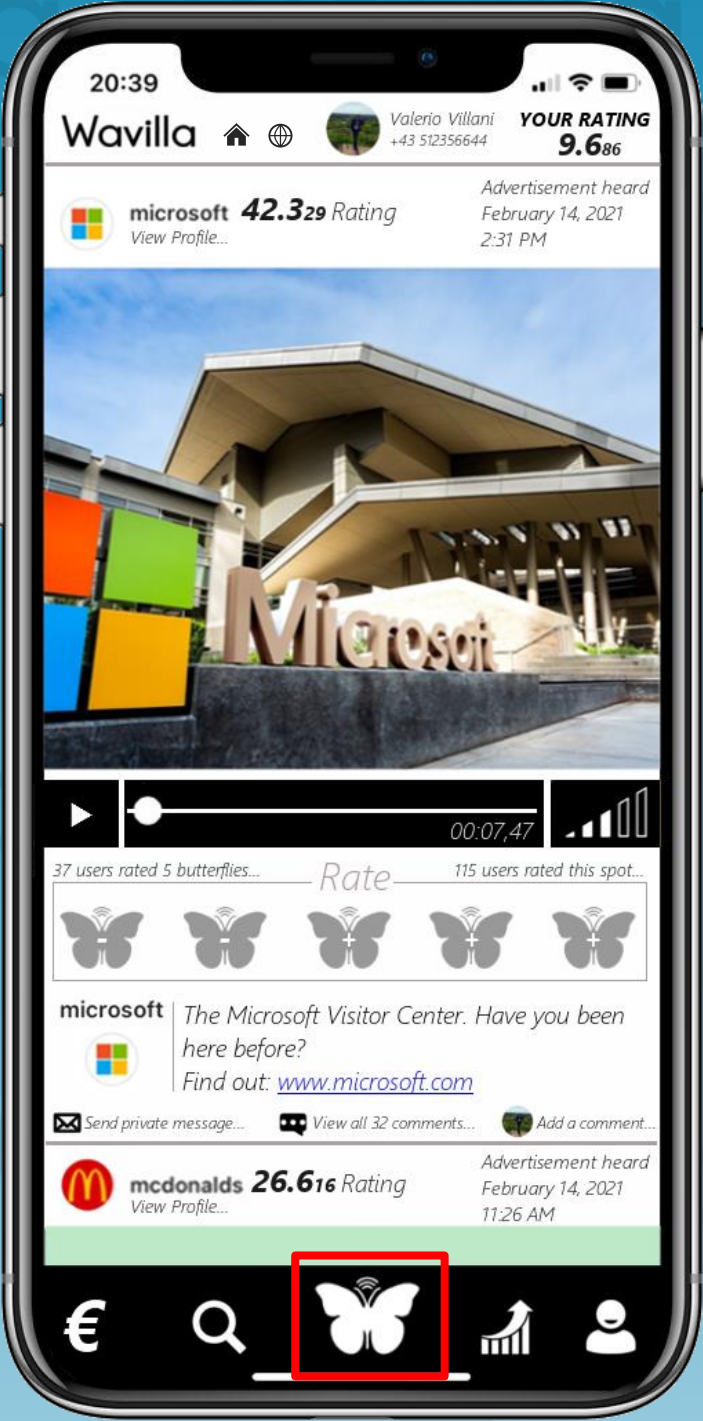 20:39
Wavilla
Valerio Villani
+43 512356644
YOUR RATING
9.686
microsoft 42.329 Rating
View Profile...
Advertisement heard
February 14, 2021
2:31 PM
Microsoft
00:07,47
37 users rated 5 butterflies...
Rate
115 users rated this spot...
- - + + +
microsoft
The Microsoft Visitor Center. Have you been
here before?
Find out: www.microsoft.com
Send private message...
View all 32 comments...
Add a comment...
mcdonalds 26.616 Rating
View Profile...
Advertisement heard
February 14, 2021
11:26 AM
€